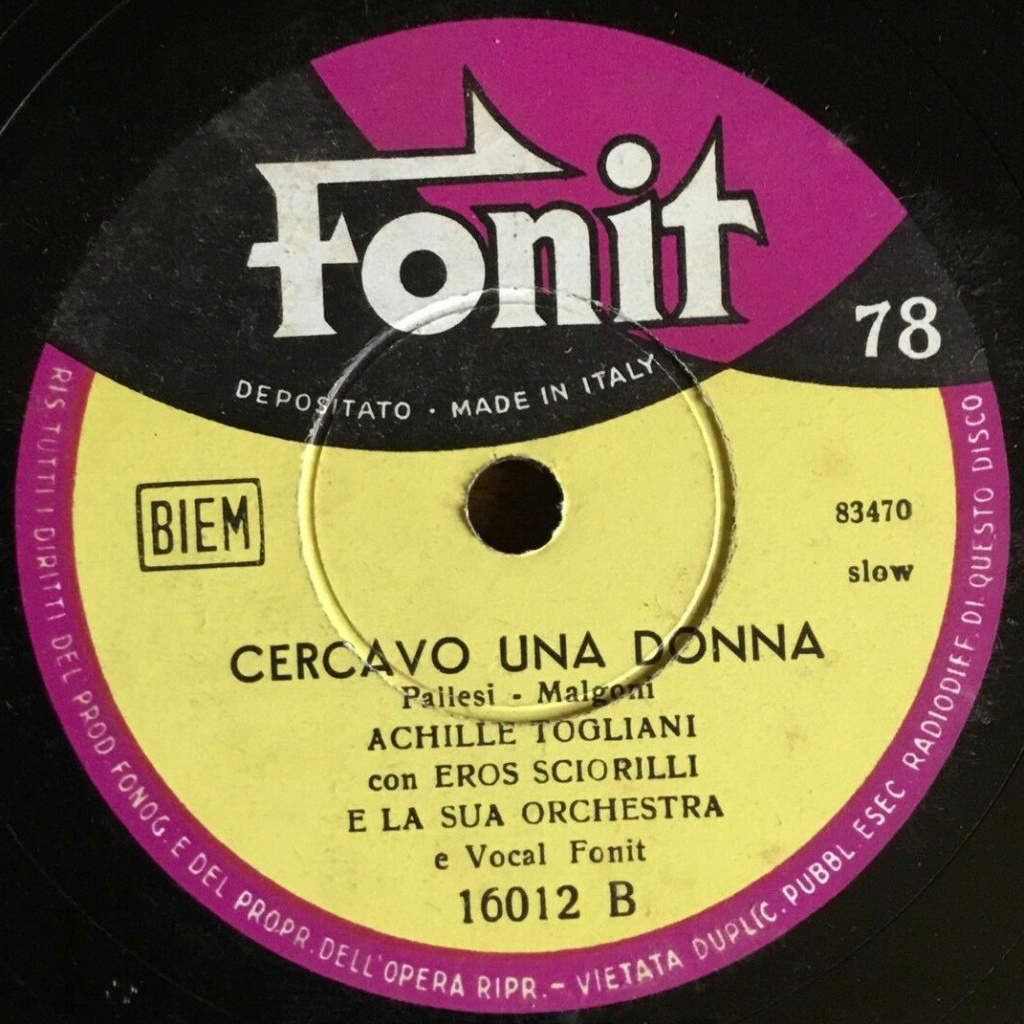 Fonit
78
DEPOSITATO · MADE IN ITALY
BIEM
83470
slow
CERCAVO UNA DONNA
Pallesi - Malgoni
ACHILLE TOGLIANI
con EROS SCIORILLI
E LA SUA ORCHESTRA
e Vocal Fonit
16012 B
RIS. TUTTI I DIRITTI DEL PROD. FONOG. E DEL PROPR. DELL'OPERA RIPR. - VIETATA DUPLIC. PUBBL. ESEC. RADIODIFF. DI QUESTO DISCO